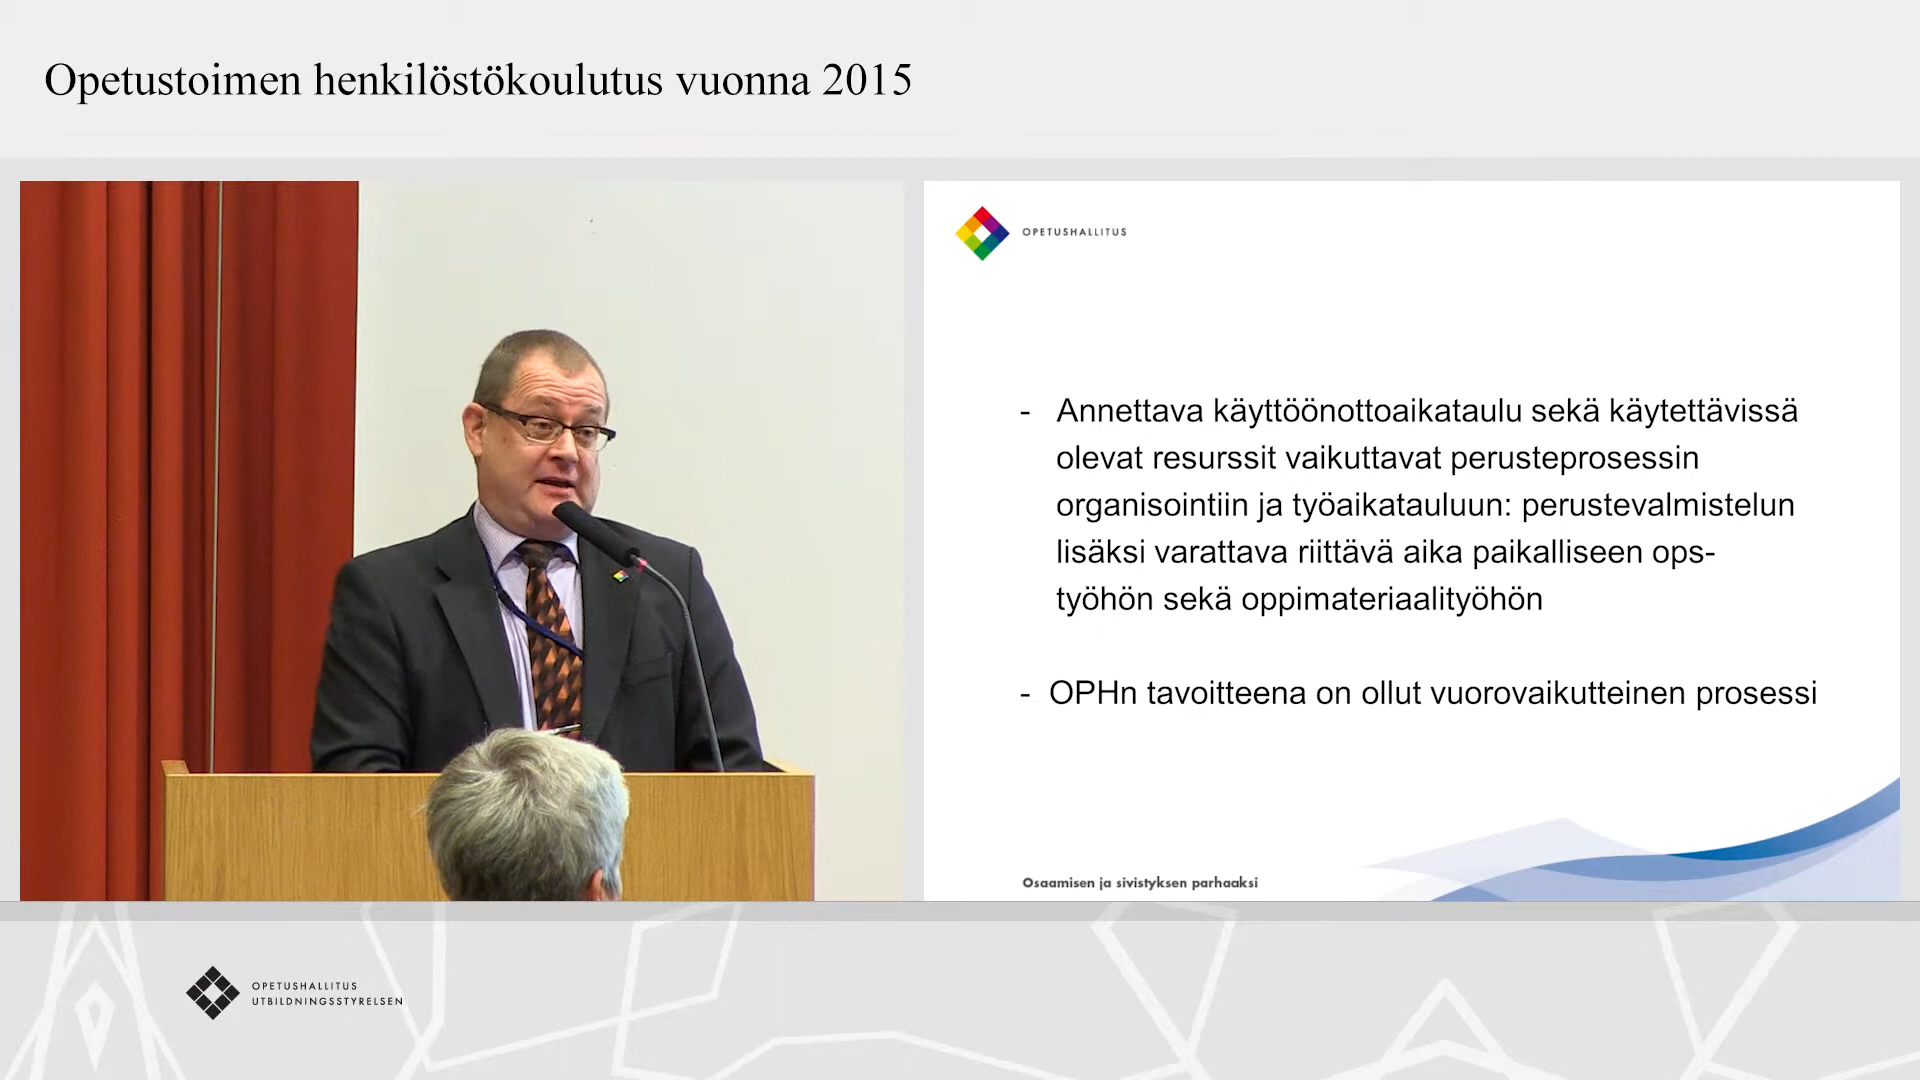 Opetustoimen henkilöstökoulutus vuonna 2015
OPETUSHALLITUS
- Annettava käyttöönottoaikataulu sekä käytettävissä
olevat resurssit vaikuttavat perusteprosessin
organisointiin ja työaikatauluun: perustevalmistelun
lisäksi varattava riittävä aika paikalliseen ops-
työhön sekä oppimateriaalityöhön
- OPHn tavoitteena on ollut vuorovaikutteinen prosessi
Osaamisen ja sivistyksen parhaaksi
OPETUSHALLITUS
UTBILDNINGSSTYRELSEN